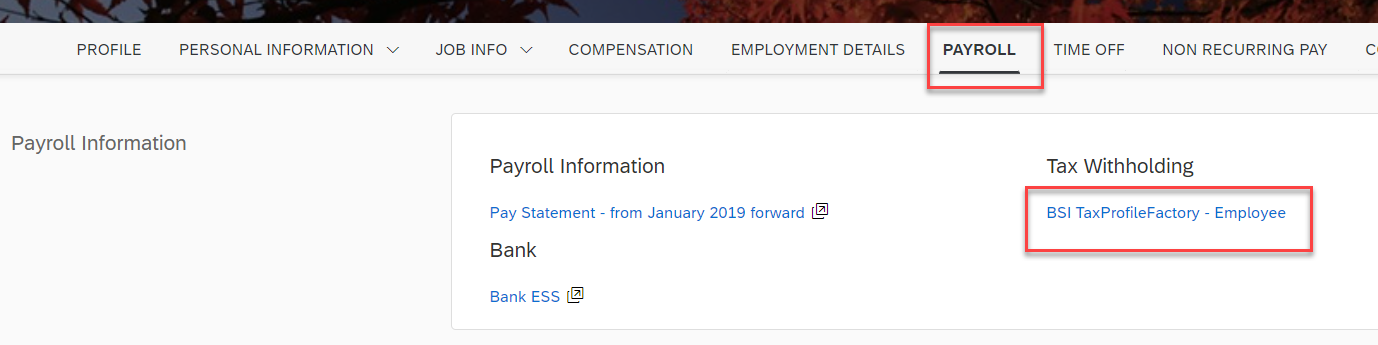 PROFILE PERSONAL INFORMATION JOB INFO COMPENSATION EMPLOYMENT DETAILS PAYROLL TIME OFF NON RECURRING PAY
Payroll Information
Payroll Information
Pay Statement - from January 2019 forward
Bank
Bank ESS
Tax Withholding
BSI TaxProfileFactory - Employee